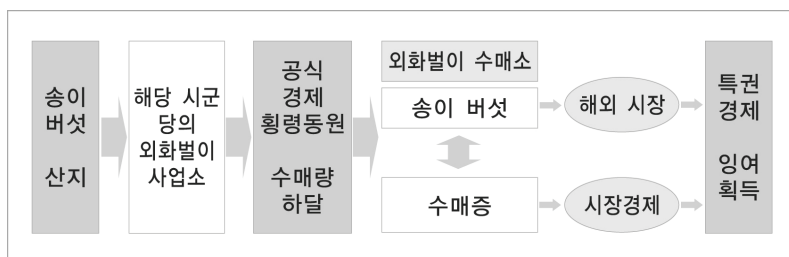 송이
버섯
산지
해당 시군
당의
외화벌이
사업소
공식
경제
횡령동원
수매량
하달
외화벌이 수매소
송이 버섯
수매증
해외 시장
시장경제
특권
경제
잉여
획득